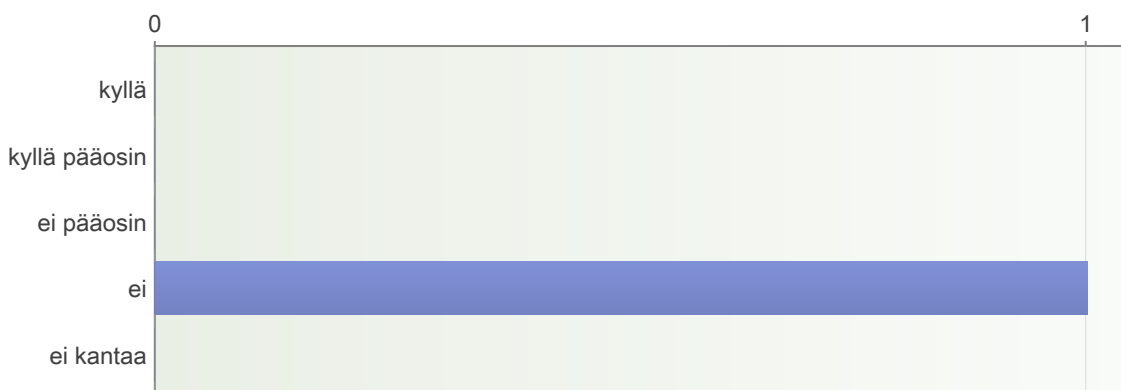 0 1
kyllä
kyllä pääosin
ei pääosin
ei
ei kantaa